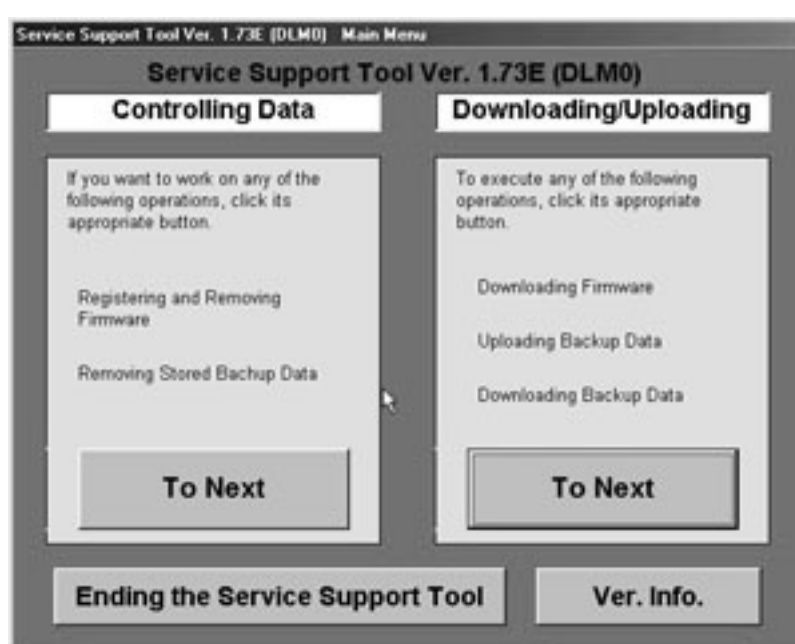 Service Support Tool Ver. 1.73E (DLM0) Main Menu
Service Support Tool Ver. 1.73E (DLM0)
Controlling Data
If you want to work on any of the
following operations, click its
appropriate button.
Registering and Removing
Firmware
Removing Stored Bachup Data
To Next
Downloading/Uploading
To execute any of the following
operations, click its appropriate
button.
Downloading Firmware
Uploading Backup Data
Downloading Backup Data
To Next
Ending the Service Support Tool
Ver. Info.